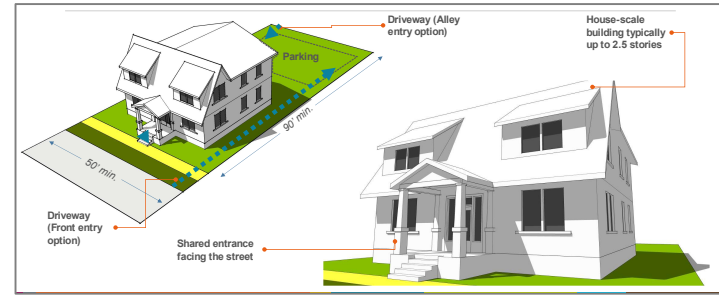 Driveway (Alley
entry option)
House-scale
building typically
up to 2.5 stories
Parking
90' min.
50' min.
Driveway
(Front entry
option)
Shared entrance
facing the street